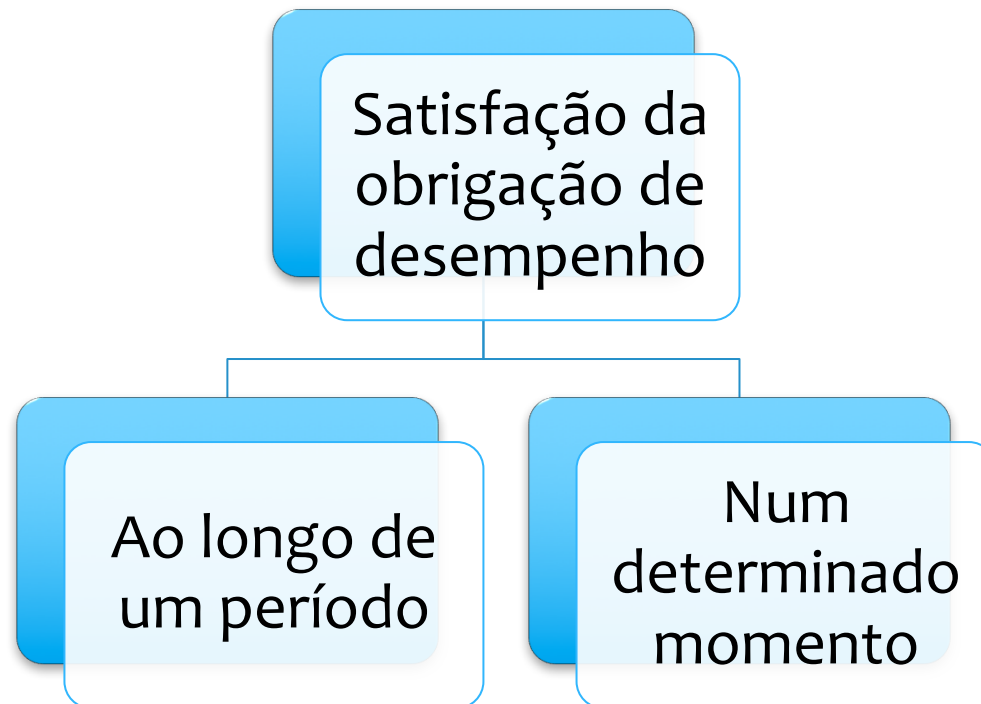 Satisfação da
obrigação de
desempenho
Ao longo de
um período
Num
determinado
momento